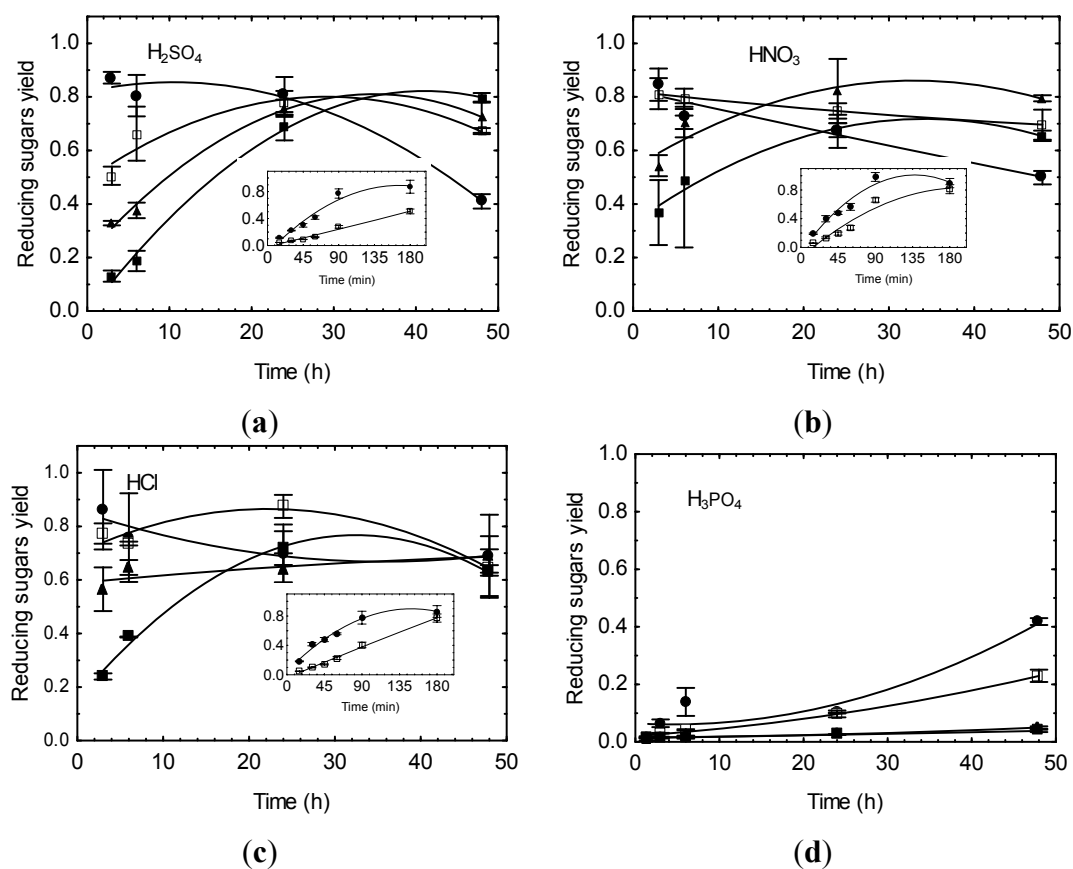 Reducing sugars yield
1.0
0.8
0.6
0.4
0.2
0.0
H₂SO₄
0.8
0.4
0.0
0 45 90 135 180
Time (min)
0 10 20 30 40 50
Time (h)
(a)
Reducing sugars yield
1.0
0.8
0.6
0.4
0.2
0.0
HNO₃
0.8
0.4
0.0
0 45 90 135 180
Time (min)
0 10 20 30 40 50
Time (h)
(b)
Reducing sugars yield
1.0
0.8
0.6
0.4
0.2
0.0
HCl
0.8
0.4
0.0
0 45 90 135 180
Time (min)
0 10 20 30 40 50
Time (h)
(c)
Reducing sugars yield
1.0
0.8
0.6
0.4
0.2
0.0
H₃PO₄
0 10 20 30 40 50
Time (h)
(d)